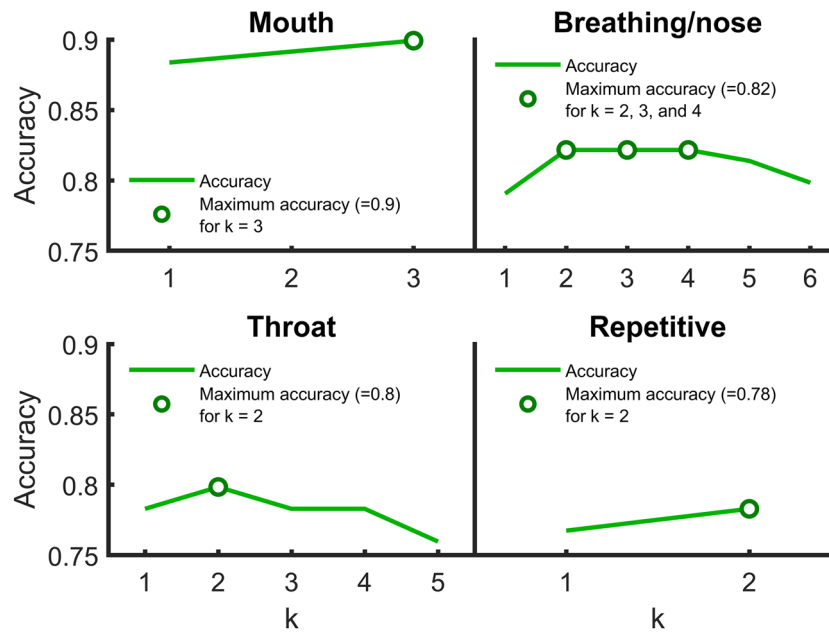 Mouth
0.9
0.85
0.8
0.75
Accuracy
Accuracy
Maximum accuracy (=0.9)
for k = 3
1 2 3
Breathing/nose
Accuracy
Maximum accuracy (=0.82)
for k = 2, 3, and 4
1 2 3 4 5 6
Throat
0.9
0.85
0.8
0.75
Accuracy
Accuracy
Maximum accuracy (=0.8)
for k = 2
1 2 3 4 5
k
Repetitive
Accuracy
Maximum accuracy (=0.78)
for k = 2
1 2
k